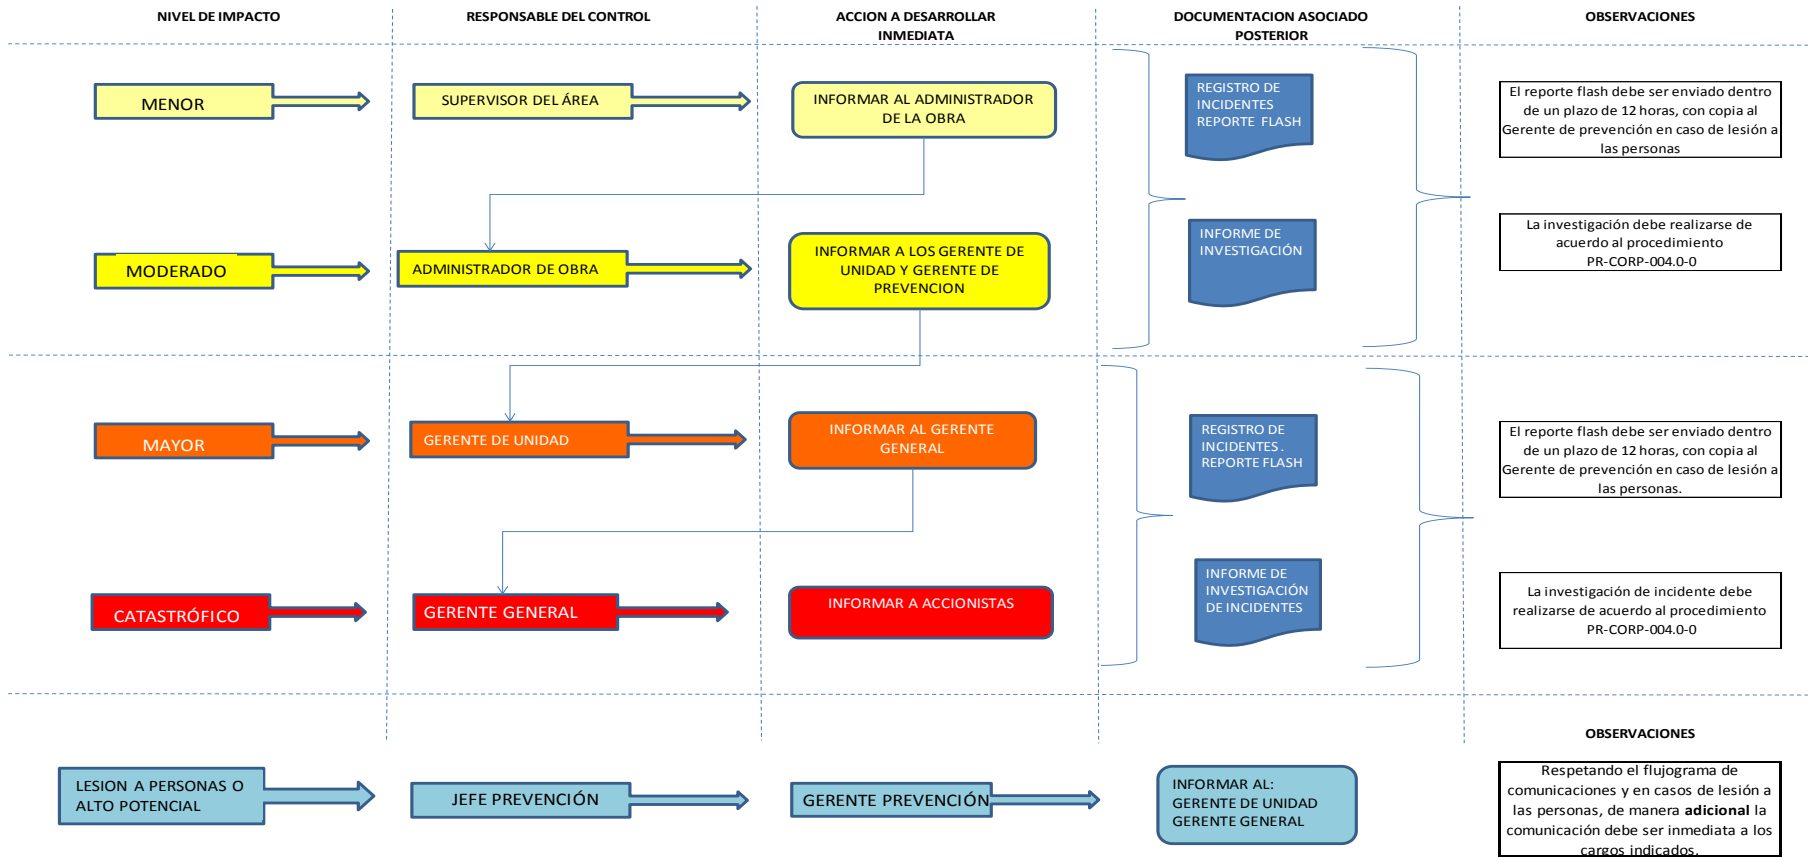 NIVEL DE IMPACTO
RESPONSABLE DEL CONTROL
ACCION A DESARROLLAR
INMEDIATA
DOCUMENTACION ASOCIADO
POSTERIOR
OBSERVACIONES
MENOR
SUPERVISOR DEL ÁREA
INFORMAR AL ADMINISTRADOR
DE LA OBRA
REGISTRO DE
INCIDENTES
REPORTE FLASH
El reporte flash debe ser enviado dentro
de un plazo de 12 horas, con copia al
Gerente de prevención en caso de lesión a
las personas
MODERADO
ADMINISTRADOR DE OBRA
INFORMAR A LOS GERENTE DE
UNIDAD Y GERENTE DE
PREVENCION
INFORME DE
INVESTIGACIÓN
La investigación debe realizarse de
acuerdo al procedimiento
PR-CORP-004.0-0
MAYOR
GERENTE DE UNIDAD
INFORMAR AL GERENTE
GENERAL
REGISTRO DE
INCIDENTES.
REPORTE FLASH
El reporte flash debe ser enviado dentro
de un plazo de 12 horas, con copia al
Gerente de prevención en caso de lesión a
las personas.
CATASTRÓFICO
GERENTE GENERAL
INFORMAR A ACCIONISTAS
INFORME DE
INVESTIGACIÓN
DE INCIDENTES
La investigación de incidente debe
realizarse de acuerdo al procedimiento
PR-CORP-004.0-0
OBSERVACIONES
LESION A PERSONAS O
ALTO POTENCIAL
JEFE PREVENCIÓN
GERENTE PREVENCIÓN
INFORMAR AL:
GERENTE DE UNIDAD
GERENTE GENERAL
Respetando el flujograma de
comunicaciones y en casos de lesión a
las personas, de manera adicional la
comunicación debe ser inmediata a los
cargos indicados.